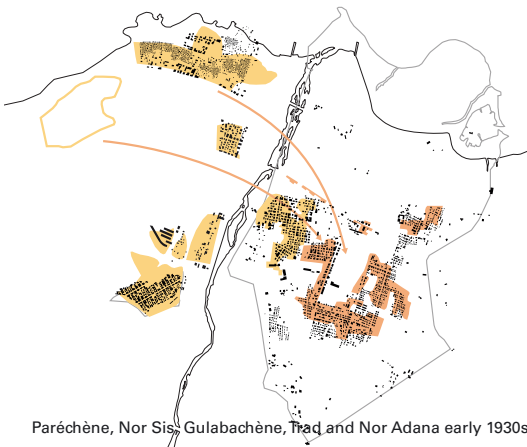 Paréchène, Nor Sis, Gulabachène, Trad and Nor Adana early 1930s